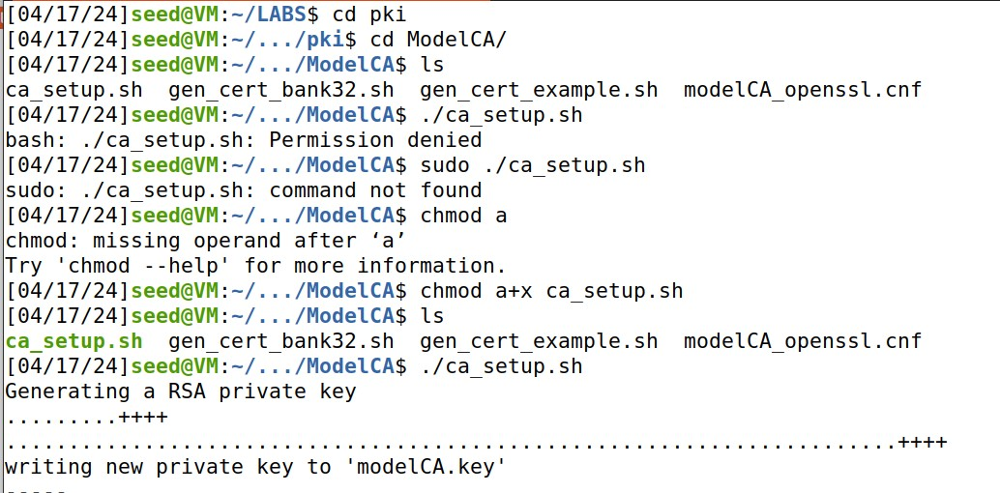 [04/17/24]seed@VM:~/LABS$ cd pki
[04/17/24]seed@VM:~/.../pki$ cd ModelCA/
[04/17/24]seed@VM:~/.../ModelCA$ ls
ca_setup.sh  gen_cert_bank32.sh  gen_cert_example.sh  modelCA_openssl.cnf
[04/17/24]seed@VM:~/.../ModelCA$ ./ca_setup.sh
bash: ./ca_setup.sh: Permission denied
[04/17/24]seed@VM:~/.../ModelCA$ sudo ./ca_setup.sh
sudo: ./ca_setup.sh: command not found
[04/17/24]seed@VM:~/.../ModelCA$ chmod a
chmod: missing operand after ‘a’
Try 'chmod --help' for more information.
[04/17/24]seed@VM:~/.../ModelCA$ chmod a+x ca_setup.sh
[04/17/24]seed@VM:~/.../ModelCA$ ls
ca_setup.sh  gen_cert_bank32.sh  gen_cert_example.sh  modelCA_openssl.cnf
[04/17/24]seed@VM:~/.../ModelCA$ ./ca_setup.sh
Generating a RSA private key
.........++++
.......................................................................++++
writing new private key to 'modelCA.key'
-----